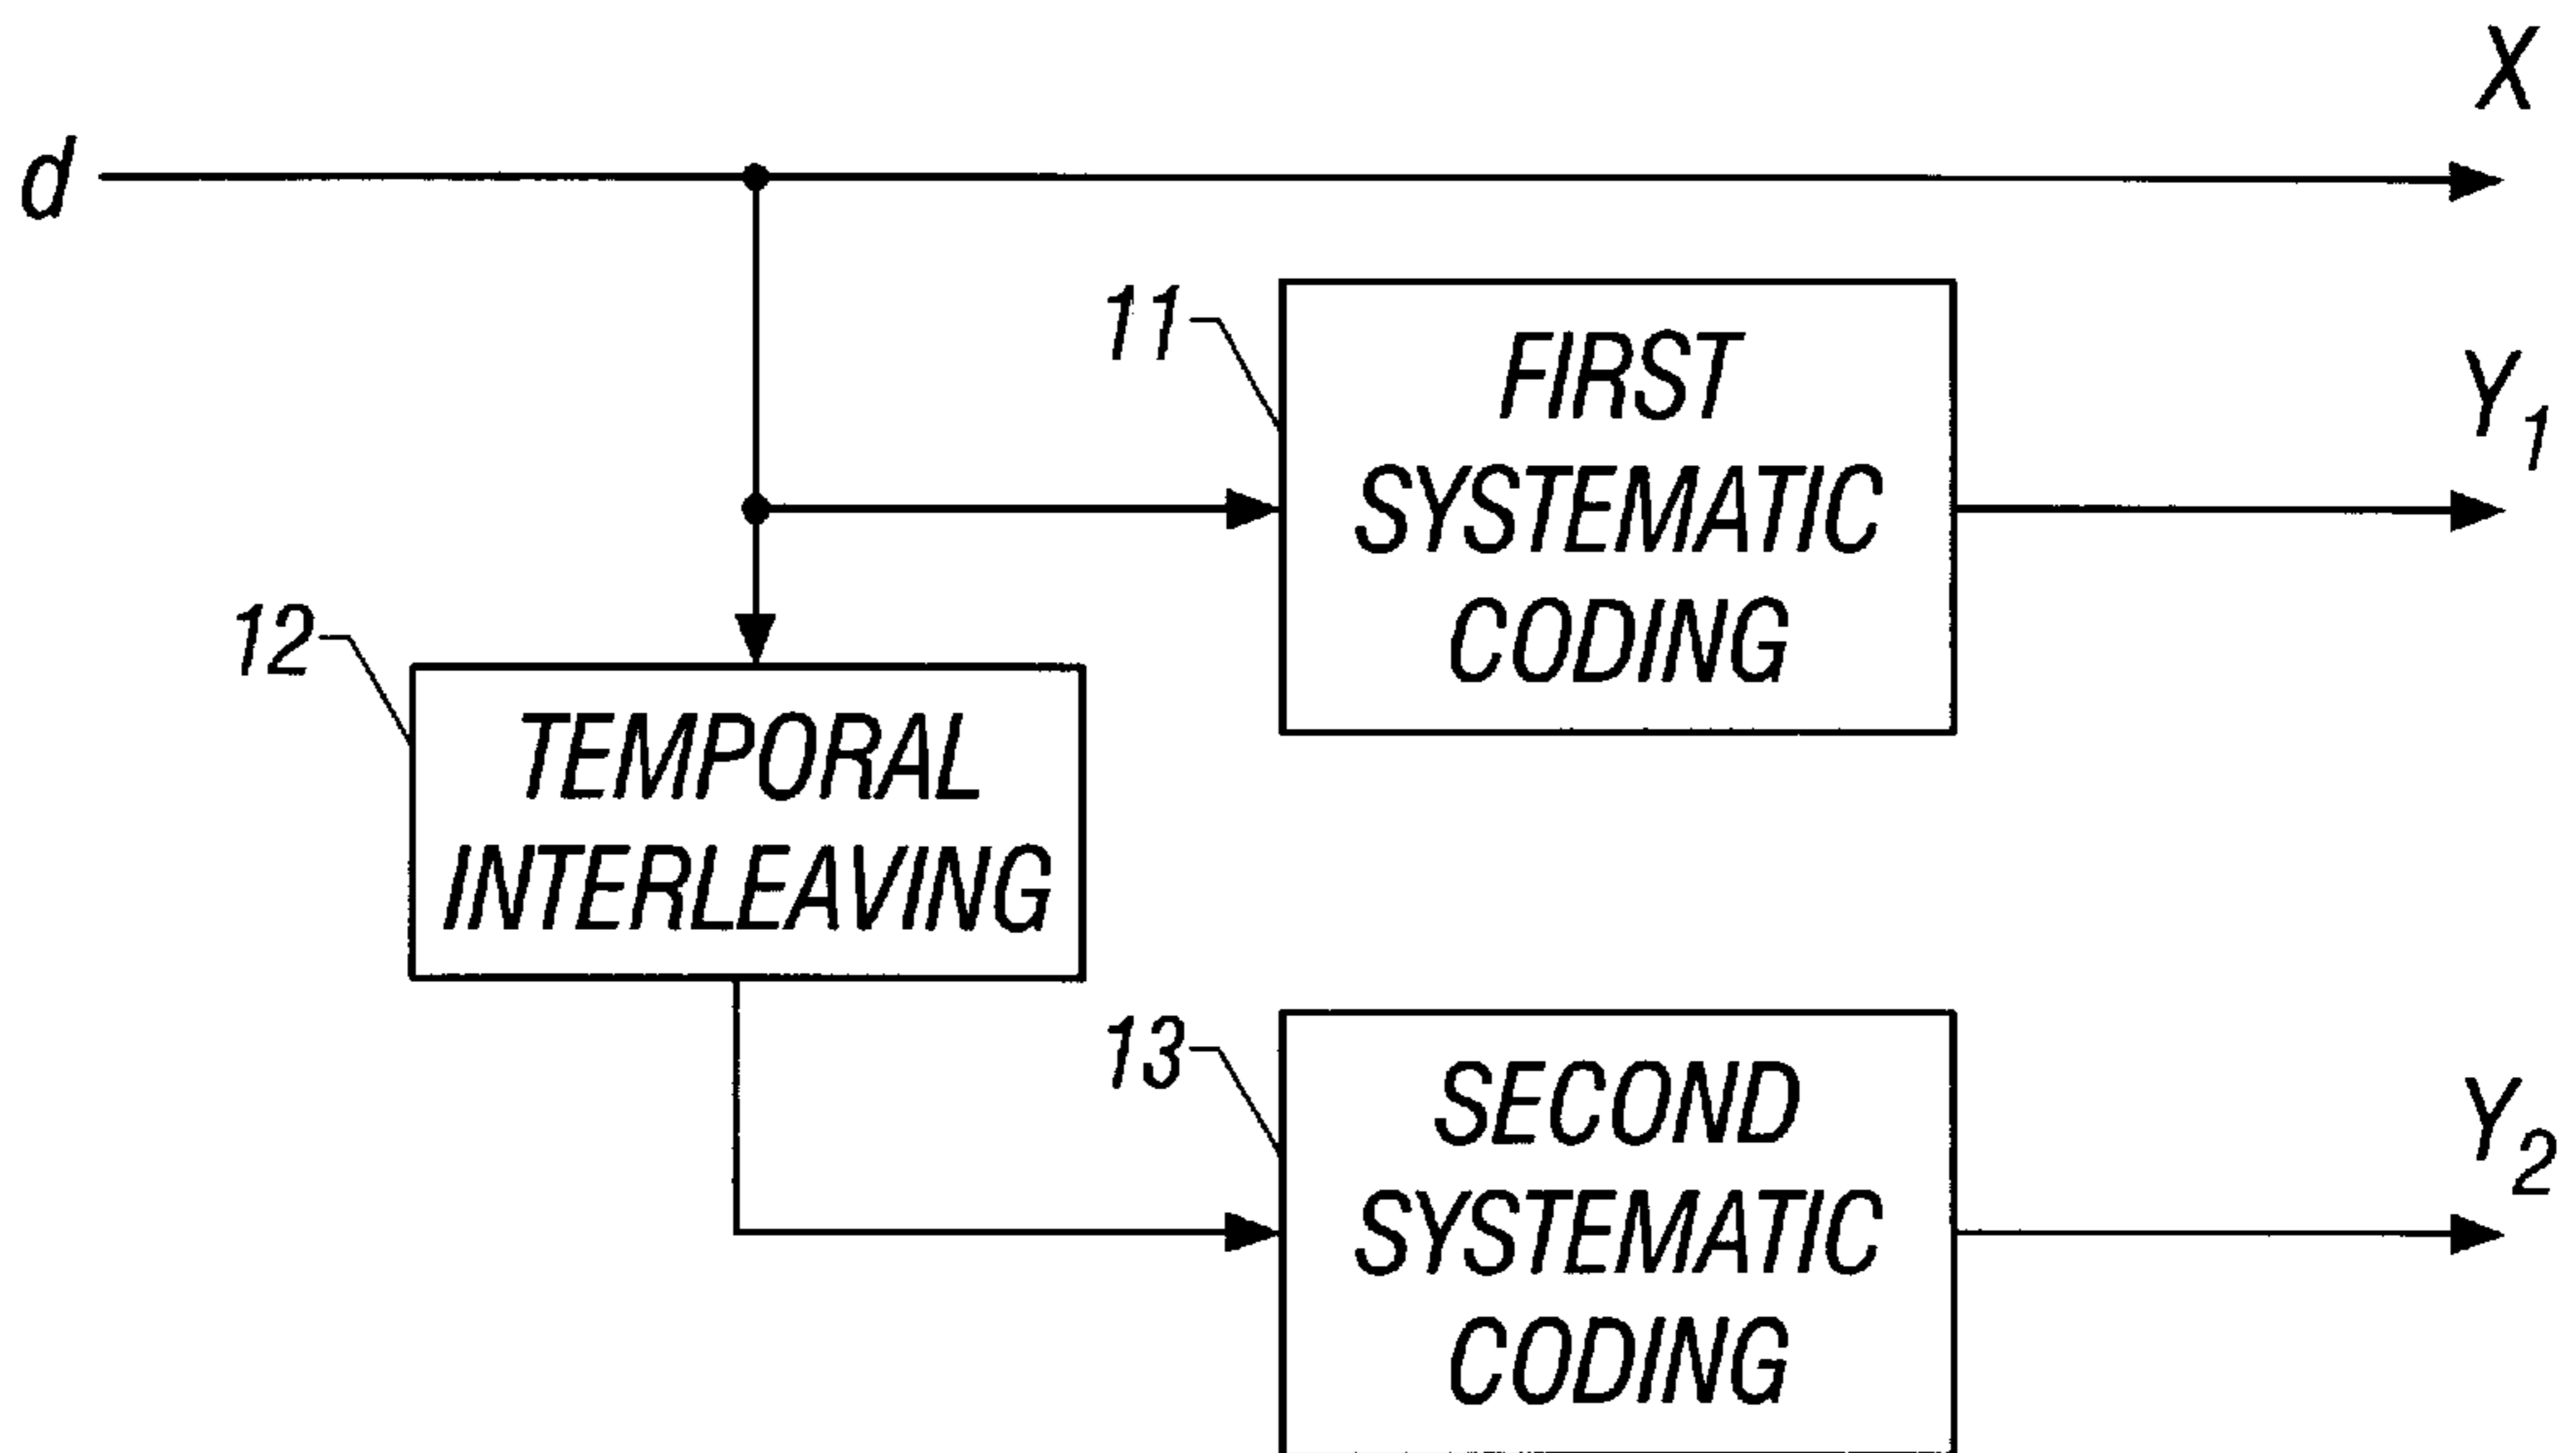 X
d
11
FIRST
SYSTEMATIC
CODING
Y1
12
TEMPORAL
INTERLEAVING
13
SECOND
SYSTEMATIC
CODING
Y2